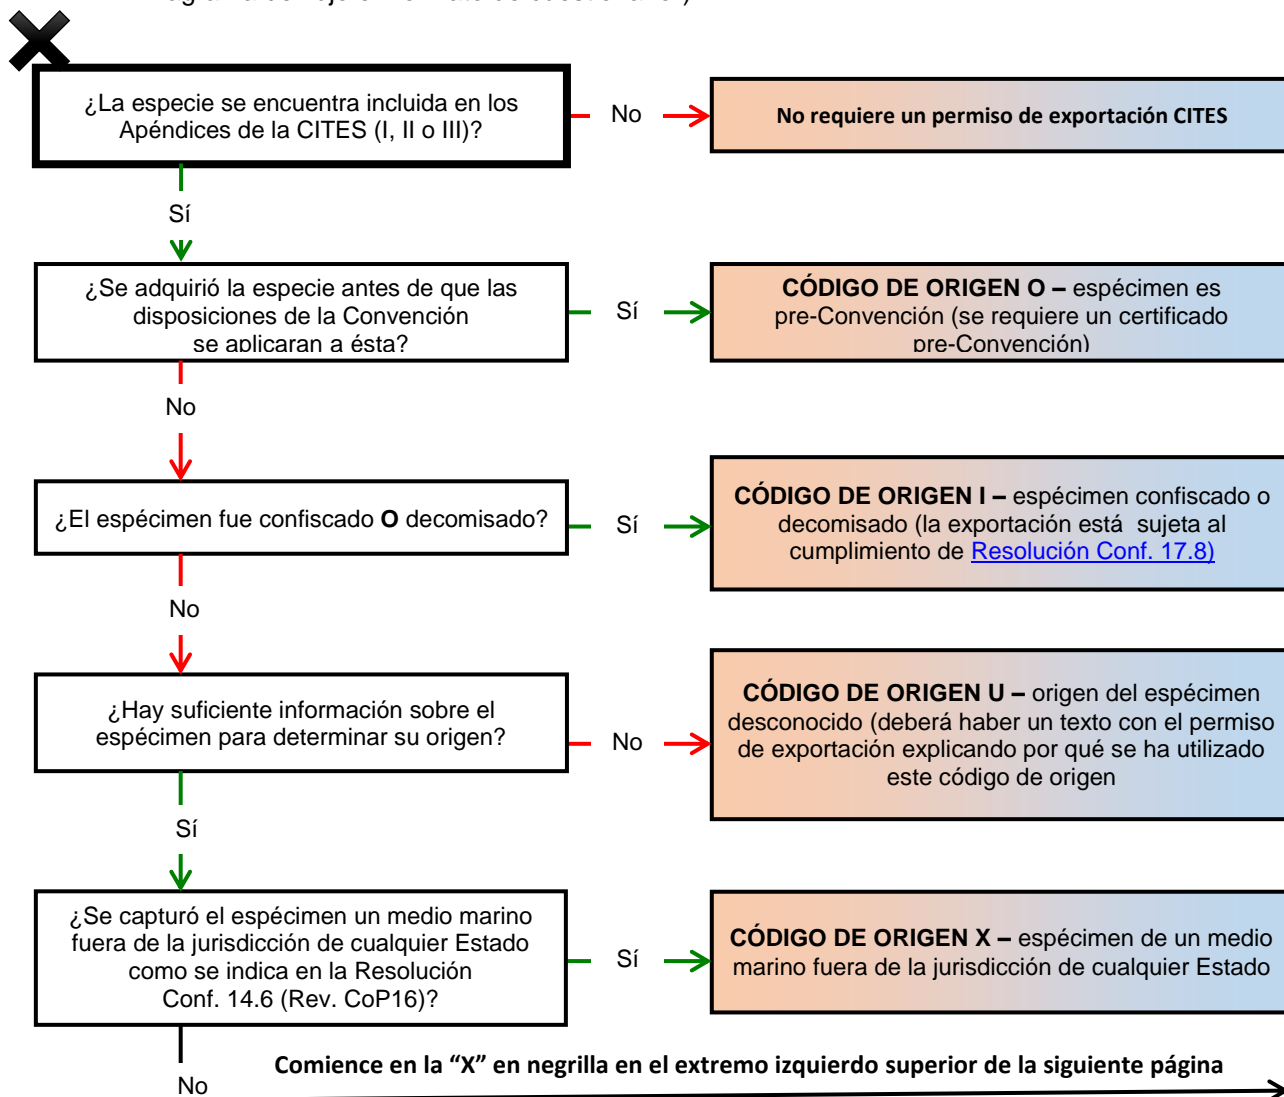 ¿La especie se encuentra incluida en los
Apéndices de la CITES (I, II o III)?
No
No requiere un permiso de exportación CITES
Sí
¿Se adquirió la especie antes de que las
disposiciones de la Convención
se aplicaran a ésta?
Sí
CÓDIGO DE ORIGEN O – espécimen es
pre-Convención (se requiere un certificado
pre-Convención)
No
¿El espécimen fue confiscado O decomisado?
Sí
CÓDIGO DE ORIGEN I – espécimen confiscado o
decomisado (la exportación está sujeta al
cumplimiento de Resolución Conf. 17.8)
No
¿Hay suficiente información sobre el
espécimen para determinar su origen?
No
CÓDIGO DE ORIGEN U – origen del espécimen
desconocido (deberá haber un texto con el permiso
de exportación explicando por qué se ha utilizado
este código de origen
Sí
¿Se capturó el espécimen un medio marino
fuera de la jurisdicción de cualquier Estado
como se indica en la Resolución
Conf. 14.6 (Rev. CoP16)?
Sí
CÓDIGO DE ORIGEN X – espécimen de un medio
marino fuera de la jurisdicción de cualquier Estado
No
Comience en la “X” en negrilla en el extremo izquierdo superior de la siguiente página